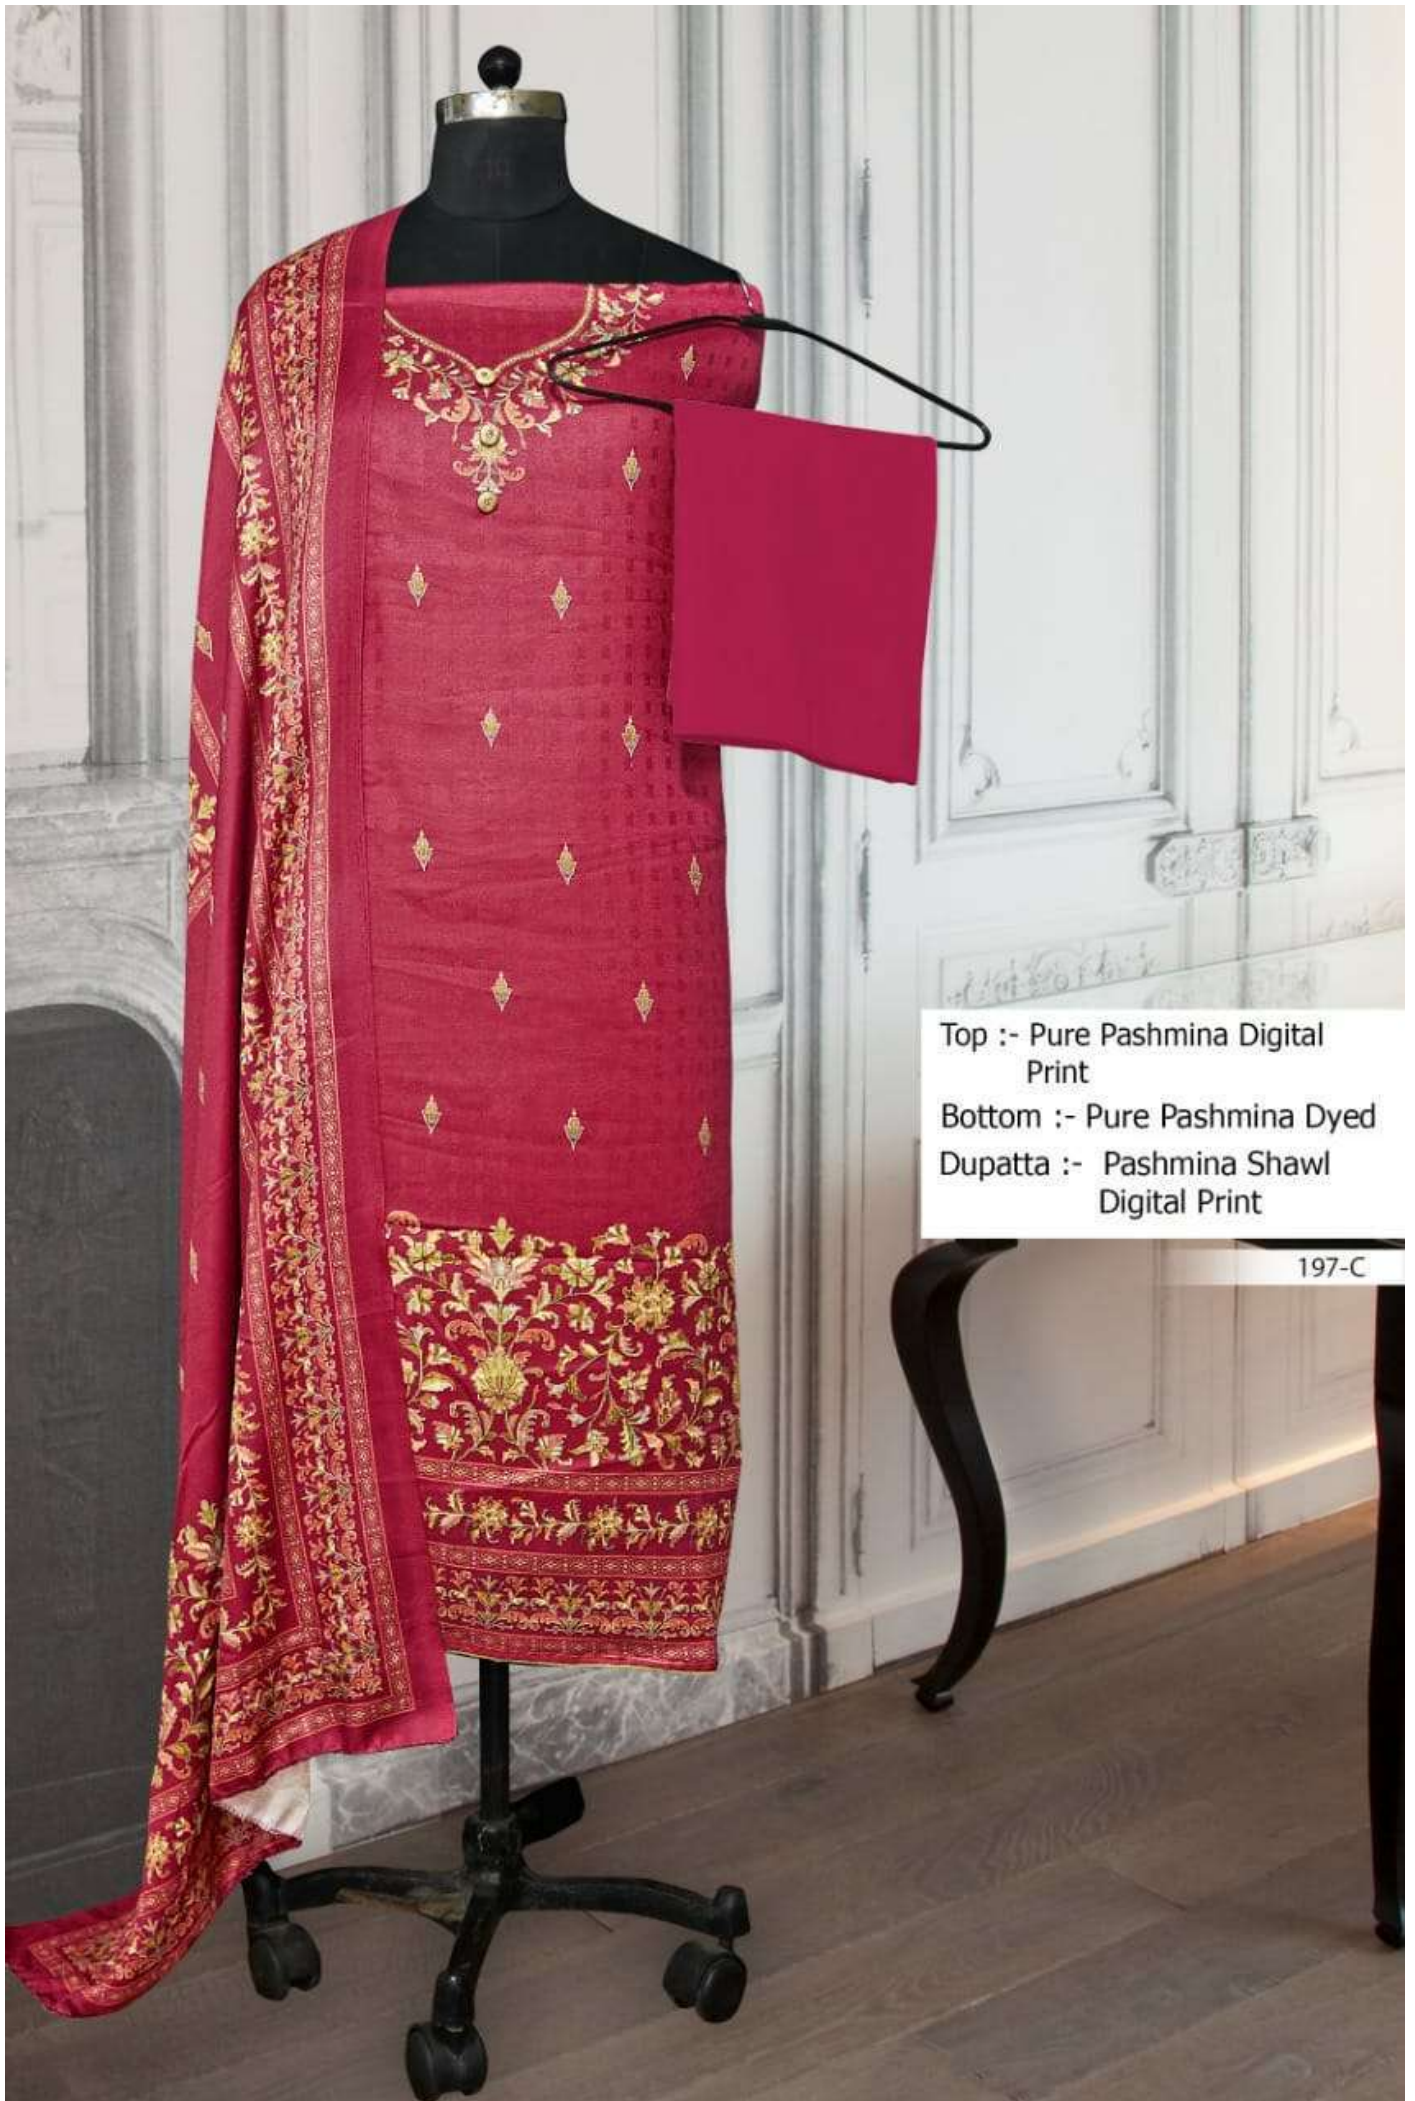 Top :- Pure Pashmina Digital
Print
Bottom :- Pure Pashmina Dyed
Dupatta :- Pashmina Shawl
Digital Print
197-C